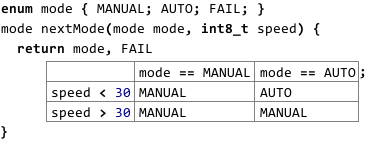 enum mode { MANUAL; AUTO; FAIL; }
mode nextMode(mode mode, int8_t speed) {
return mode, FAIL
mode == MANUAL mode == AUTO ;
speed < 30 MANUAL AUTO
speed > 30 MANUAL MANUAL
}